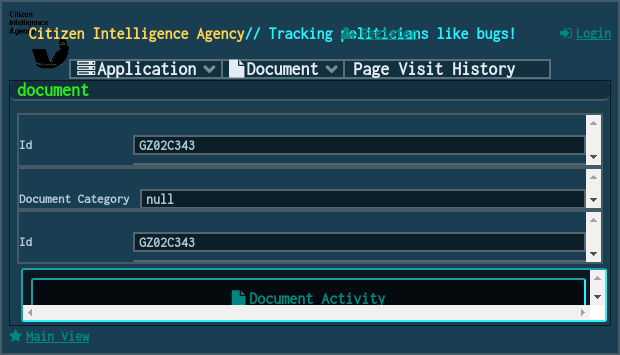 Citizen
Intelligence
Agency
Citizen Intelligence Agency// Tracking politicians like bugs!
Register
Login
Application Document Page Visit History
document
Id GZ02C343
Document Category null
Id GZ02C343
Document Activity
Main View